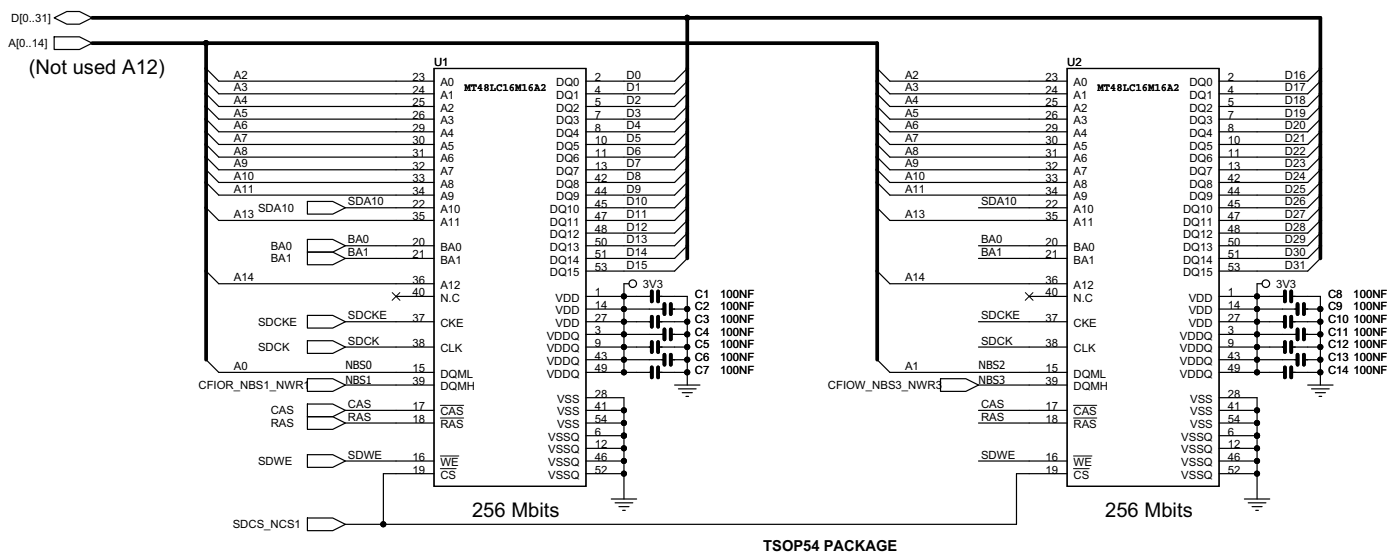 D[0..31]
A[0..14]
(Not used A12)
U1
MT48LC16M16A2
A2 23 A0 DQ0 2 D0
A3 24 A1 DQ1 4 D1
A4 25 A2 DQ2 5 D2
A5 26 A3 DQ3 7 D3
A6 29 A4 DQ4 8 D4
A7 30 A5 DQ5 10 D5
A8 31 A6 DQ6 11 D6
A9 32 A7 DQ7 13 D7
A10 33 A8 DQ8 42 D8
A11 34 A9 DQ9 44 D9
SDA10 SDA10 22 A10 DQ10 45 D10
A13 35 A11 DQ11 47 D11
DQ12 48 D12
BA0 BA0 20 BA0 DQ13 50 D13
BA1 BA1 21 BA1 DQ14 51 D14
DQ15 53 D15
A14 36 A12
3V3
40 N.C VDD 1 C1 100NF
VDD 14 C2 100NF
SDCKE SDCKE 37 CKE VDD 27 C3 100NF
VDDQ 3 C4 100NF
SDCK SDCK 38 CLK VDDQ 9 C5 100NF
VDDQ 43 C6 100NF
A0 NBS0 15 DQML VDDQ 49 C7 100NF
CFIOR_NBS1_NWR1 NBS1 39 DQMH
VSS 28
CAS CAS 17 CAS VSS 41
RAS RAS 18 RAS VSS 54
VSSQ 6
VSSQ 12
SDWE SDWE 16 WE VSSQ 46
19 CS VSSQ 52
256 Mbits
SDCS_NCS1
U2
MT48LC16M16A2
A2 23 A0 DQ0 2 D16
A3 24 A1 DQ1 4 D17
A4 25 A2 DQ2 5 D18
A5 26 A3 DQ3 7 D19
A6 29 A4 DQ4 8 D20
A7 30 A5 DQ5 10 D21
A8 31 A6 DQ6 11 D22
A9 32 A7 DQ7 13 D23
A10 33 A8 DQ8 42 D24
A11 34 A9 DQ9 44 D25
SDA10 22 A10 DQ10 45 D26
A13 35 A11 DQ11 47 D27
DQ12 48 D28
BA0 20 BA0 DQ13 50 D29
BA1 21 BA1 DQ14 51 D30
DQ15 53 D31
A14 36 A12
3V3
40 N.C VDD 1 C8 100NF
VDD 14 C9 100NF
SDCKE 37 CKE VDD 27 C10 100NF
VDDQ 3 C11 100NF
SDCK 38 CLK VDDQ 9 C12 100NF
VDDQ 43 C13 100NF
A1 NBS2 15 DQML VDDQ 49 C14 100NF
CFIOW_NBS3_NWR3 NBS3 39 DQMH
VSS 28
CAS 17 CAS VSS 41
RAS 18 RAS VSS 54
VSSQ 6
VSSQ 12
SDWE 16 WE VSSQ 46
19 CS VSSQ 52
256 Mbits
TSOP54 PACKAGE